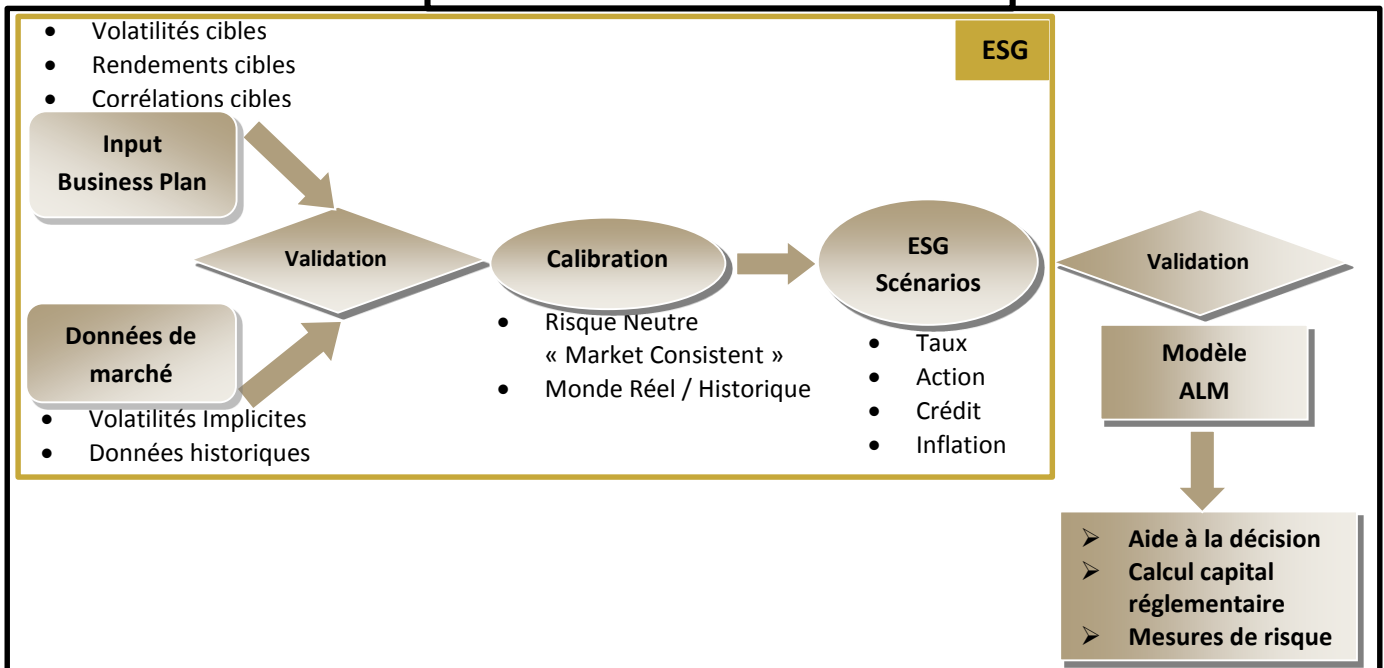 • Volatilités cibles
• Rendements cibles
• Corrélations cibles
ESG
Input
Business Plan
Validation
Calibration
ESG
Scénarios
Validation
Données de
marché
• Volatilités Implicites
• Données historiques
• Risque Neutre
« Market Consistent »
• Monde Réel / Historique
• Taux
• Action
• Crédit
• Inflation
Modèle
ALM
➢ Aide à la décision
➢ Calcul capital
réglementaire
➢ Mesures de risque